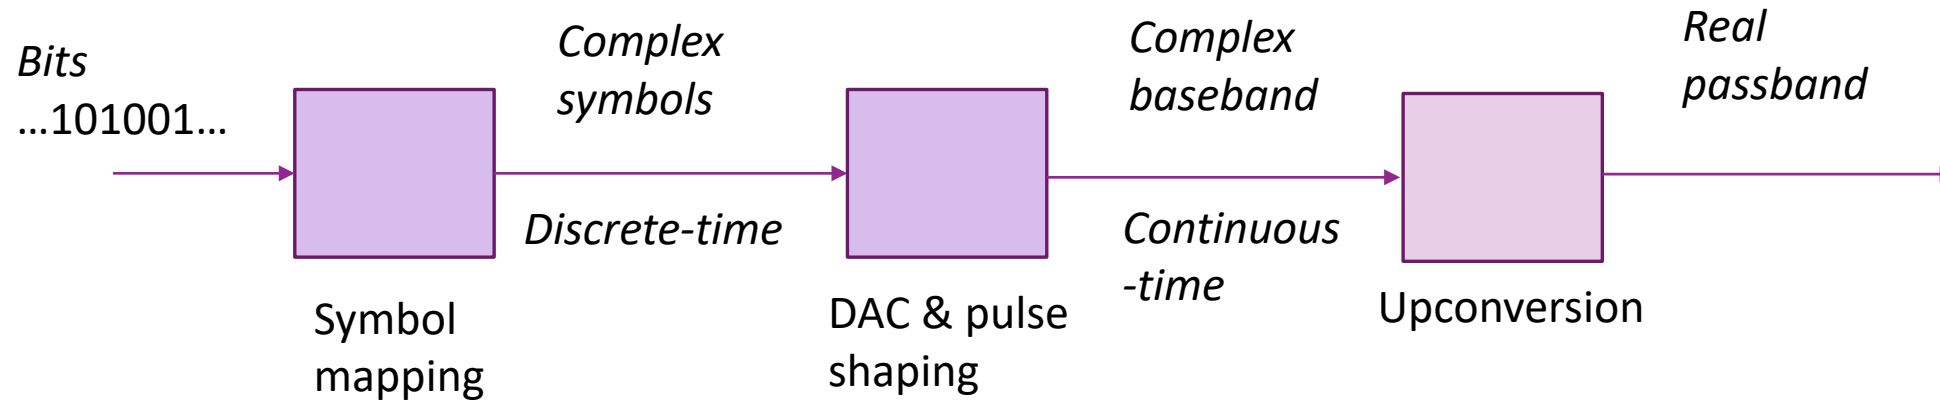 Bits
…101001…
Complex
symbols
Discrete-time
Complex
baseband
Continuous
-time
Real
passband
Symbol
mapping
DAC & pulse
shaping
Upconversion